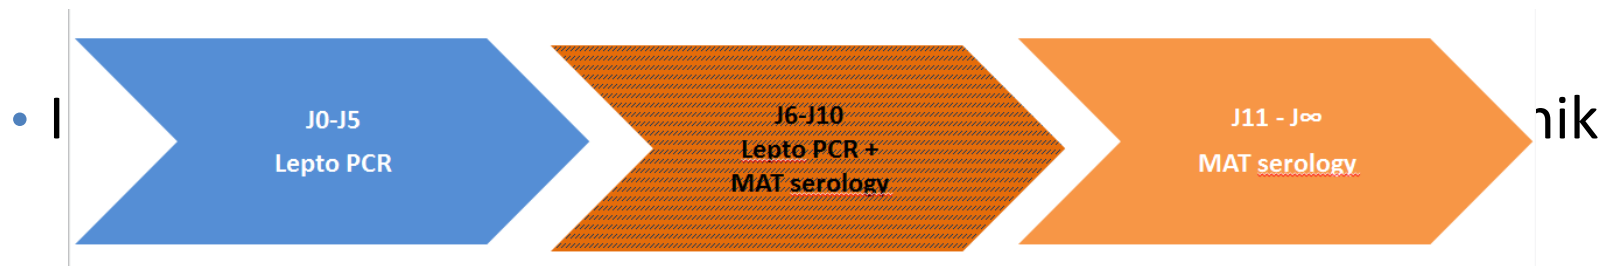 J0-J5
Lepto PCR
J6-J10
Lepto PCR +
MAT serology
J11 - J∞
MAT serology